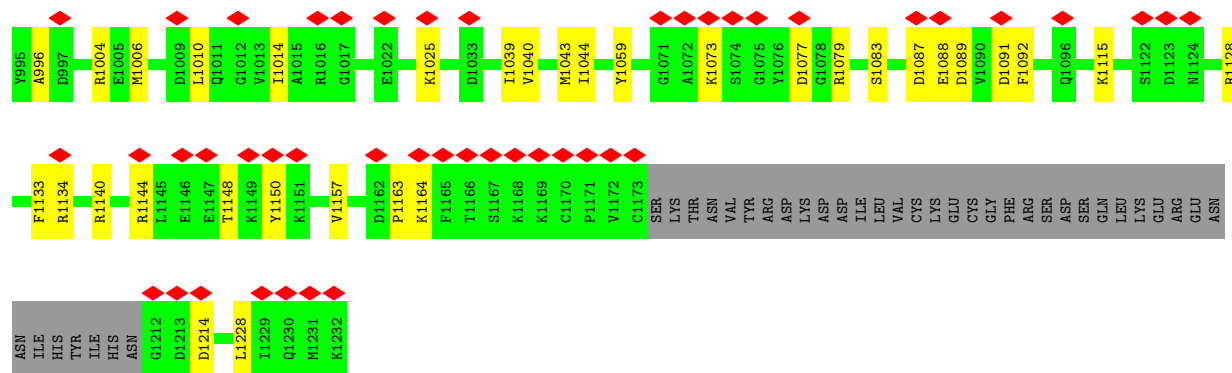 Y995 A996 D997 R1004 E1005 M1006 D1009 L1010 Q1011 G1012 V1013 I1014 A1015 R1016 G1017 E1022 K1025 D1033 I1039 V1040 M1043 I1044 Y1059 G1071 A1072 K1073 S1074 G1075 Y1076 D1077 G1078 R1079 S1083 D1087 E1088 D1089 V1090 D1091 F1092 Q1096 K1115 S1122 D1123 N1124 R1128
F1133 R1134 R1140 R1144 L1145 E1146 E1147 T1148 K1149 Y1150 K1151 V1157 D1162 P1163 K1164 F1165 T1166 S1167 K1168 K1169 C1170 P1171 V1172 C1173 SER LYS THR ASN VAL TYR ARG ASP LYS ASP ASP ILE LEU VAL CYS LYS GLU CYS GLY PHE ARG SER ASP SER GLN LEU LYS GLU ARG GLU ASN
ASN ILE HIS TYR ILE HIS ASN G1212 D1213 D1214 L1228 I1229 Q1230 M1231 K1232